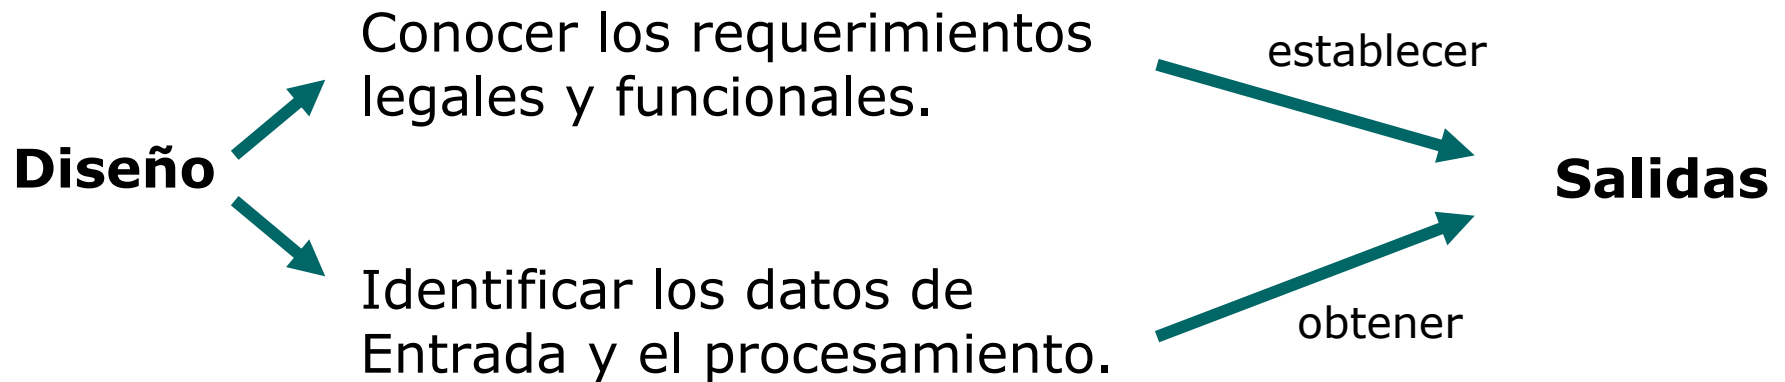 Conocer los requerimientos
legales y funcionales.
establecer
Diseño
Salidas
Identificar los datos de
Entrada y el procesamiento.
obtener